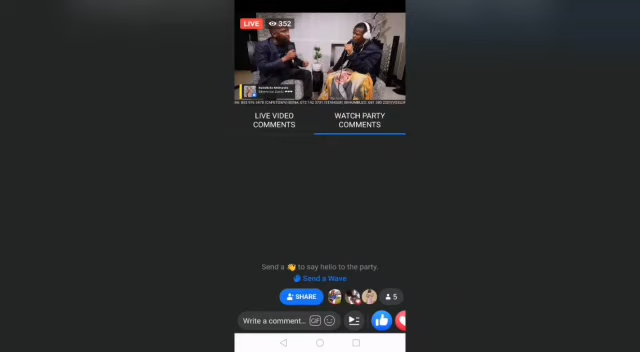 LIVE 352
LIVE VIDEO
COMMENTS
WATCH PARTY
COMMENTS
Send a 👋 to say hello to the party.
Send a Wave
SHARE
5
Write a comment...
GIF